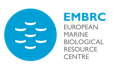 EMBRC
EUROPEAN
MARINE
BIOLOGICAL
RESOURCE
CENTRE